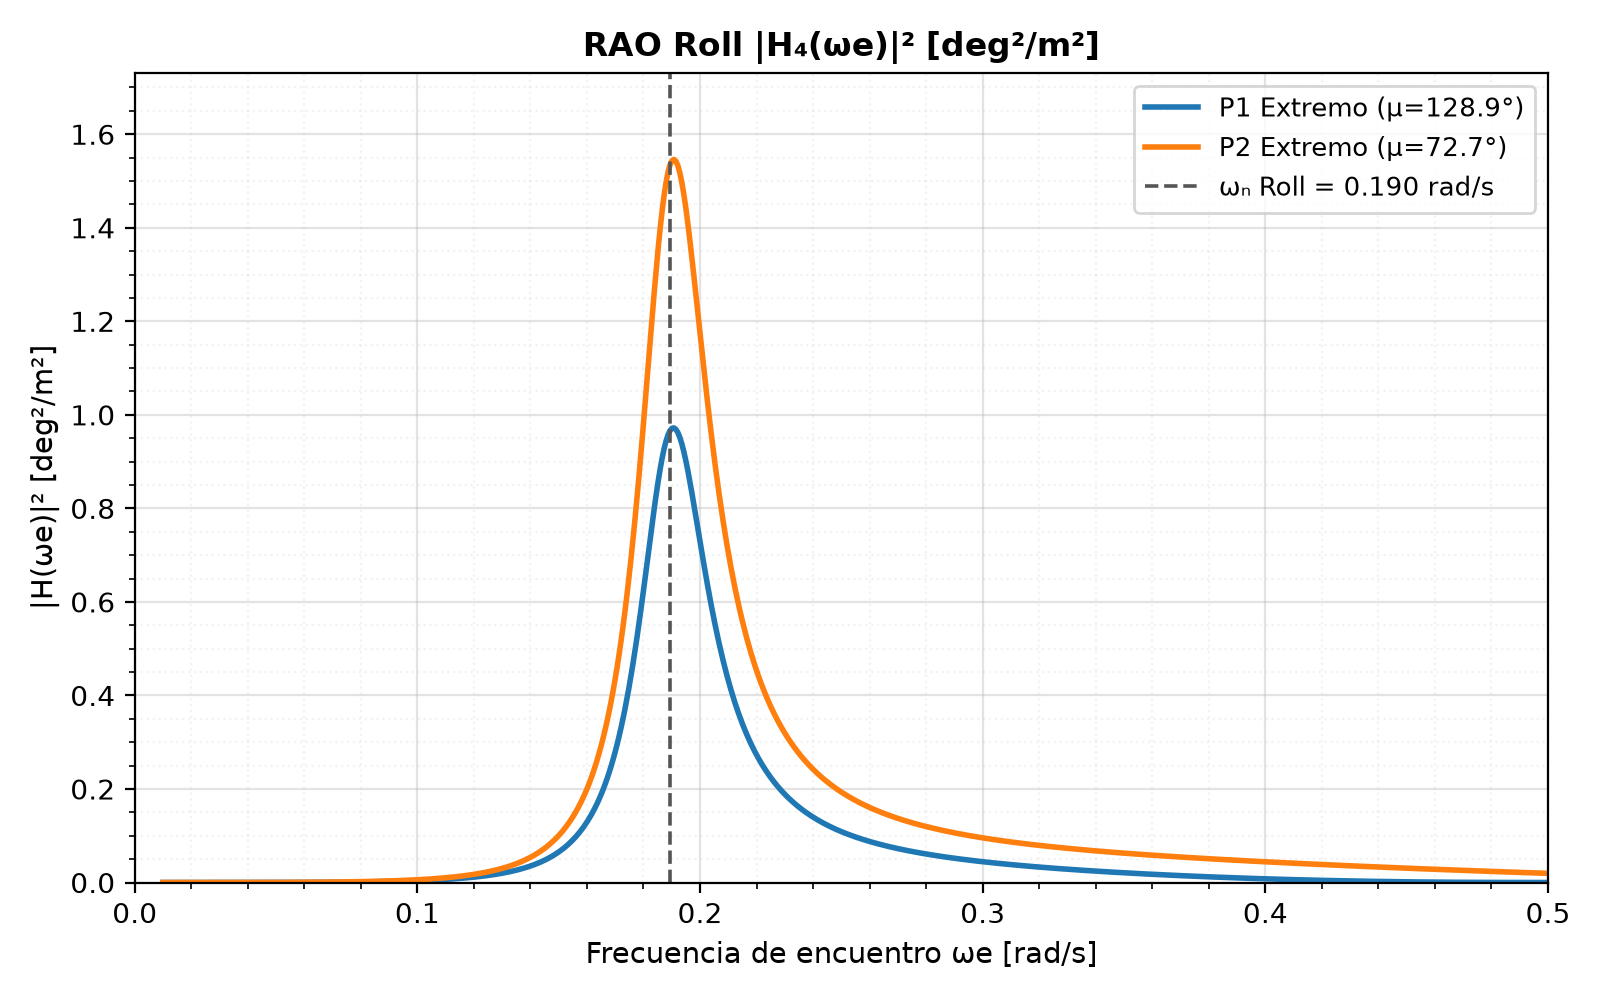 RAO Roll |H₄(ωe)|² [deg²/m²]
P1 Extremo (μ=128.9°)
P2 Extremo (μ=72.7°)
ωₙ Roll = 0.190 rad/s
|H(ωe)|² [deg²/m²]
1.6
1.4
1.2
1.0
0.8
0.6
0.4
0.2
0.0
0.0 0.1 0.2 0.3 0.4 0.5
Frecuencia de encuentro ωe [rad/s]